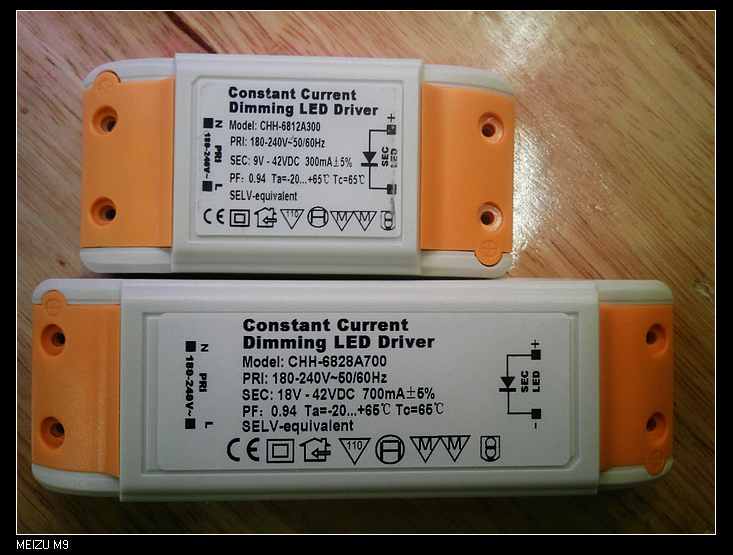 Constant Current
Dimming LED Driver
Model: CHH-6812A300
PRI: 180-240V~50/60Hz
SEC: 9V - 42VDC 300mA±5%
PF: 0.94 Ta=-20...+65℃ Tc=65℃
SELV-equivalent
N
PRI
180-240V~
L
+
SEC
LED
-
CE
110
M M
Constant Current
Dimming LED Driver
Model: CHH-6828A700
PRI: 180-240V~50/60Hz
SEC: 18V - 42VDC 700mA±5%
PF: 0.94 Ta=-20...+65℃ Tc=65℃
SELV-equivalent
N
PRI
180-240V~
L
+
SEC
LED
-
CE
110
M M
MEIZU M9